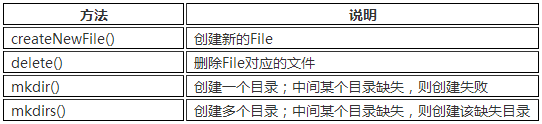 方法 说明
createNewFile() 创建新的File
delete() 删除File对应的文件
mkdir() 创建一个目录；中间某个目录缺失，则创建失败
mkdirs() 创建多个目录；中间某个目录缺失，则创建该缺失目录